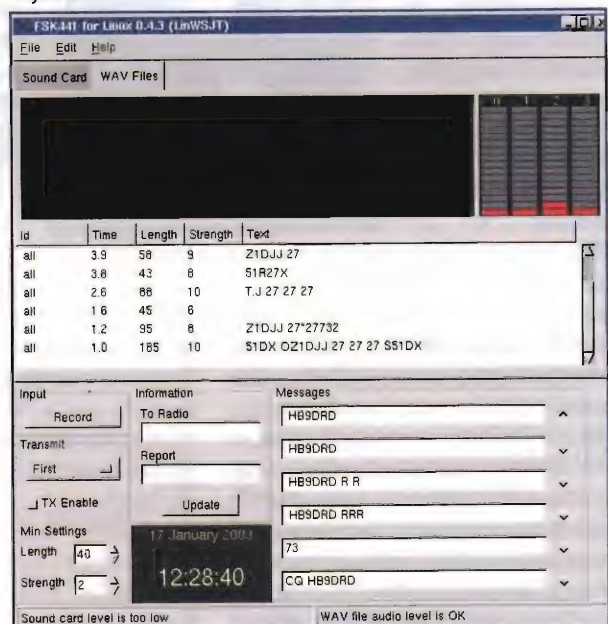 FSK441 for Linux 0.4.3 (LinWSJT)
File Edit Help
Sound Card WAV Files
0 1 2 3
Id Time Length Strength Text
all 3.9 58 9 Z1DJJ 27
all 3.8 43 8 S1R27X
all 2.6 88 10 T.J 27 27 27
all 1.6 45 6
all 1.2 95 8 Z1DJJ 27*27732
all 1.0 185 10 S1DX OZ1DJJ 27 27 27 S51DX
Input Information Messages
Record To Radio HB9DRD
Transmit HB9DRD
First Report HB9DRD R R
TX Enable Update HB9DRD RRR
Min Settings 17 January 2003 73
Length 40
Strength 2 12:28:40 CQ HB9DRD
Sound card level is too low WAV file audio level is OK